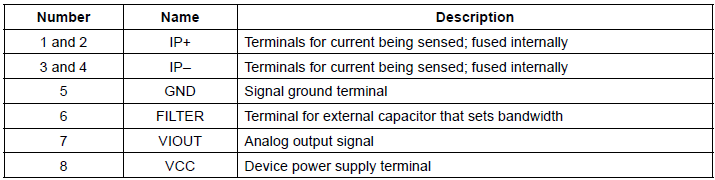 Number Name Description
1 and 2 IP+ Terminals for current being sensed; fused internally
3 and 4 IP– Terminals for current being sensed; fused internally
5 GND Signal ground terminal
6 FILTER Terminal for external capacitor that sets bandwidth
7 VIOUT Analog output signal
8 VCC Device power supply terminal